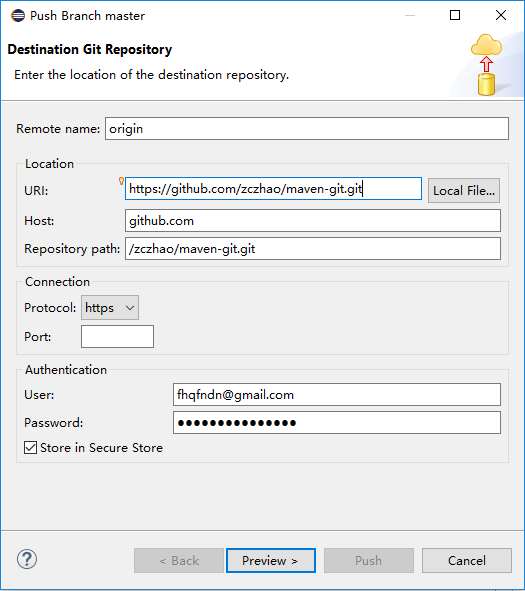 Push Branch master
Destination Git Repository
Enter the location of the destination repository.
Remote name: origin
Location
URI: https://github.com/zczhao/maven-git.git Local File...
Host: github.com
Repository path: /zczhao/maven-git.git
Connection
Protocol: https
Port:
Authentication
User: fhqfndn@gmail.com
Password: ●●●●●●●●●●●●●●●
Store in Secure Store
? < Back Preview > Push Cancel